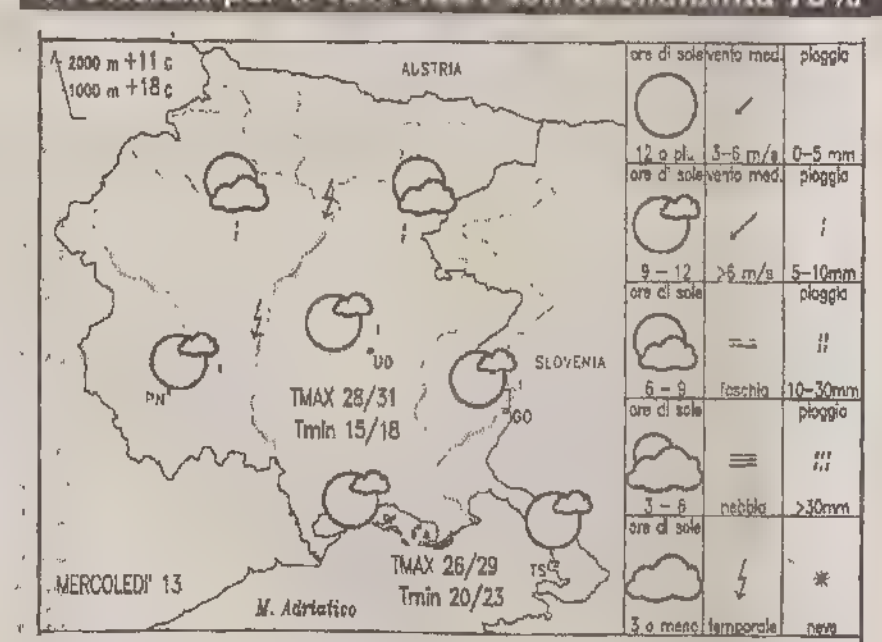 2000 m +11 c
1000 m +18 c
AUSTRIA
PN
UD
SLOVENIA
TMAX 28/31
Tmin 15/18
GO
TMAX 26/29
Tmin 20/23
TS
MERCOLEDI' 13
M. Adriatico
ore di sole vento med. pioggia
12 o più 3-6 m/s 0-5 mm
ore di sole vento med. pioggia
9 - 12 >6 m/s 5-10mm
ore di sole pioggia
6 - 9 foschia 10-30mm
ore di sole pioggia
3 - 6 nebbia >30mm
ore di sole
3 o meno temporale neve